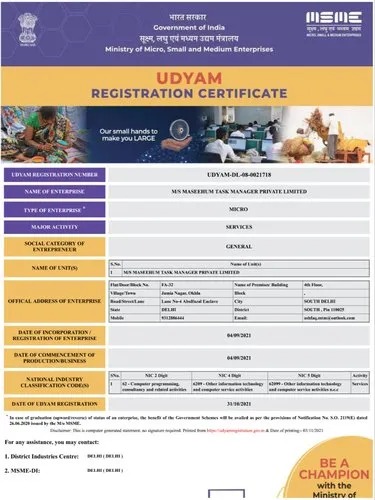 भारत सरकार
Government of India
सूक्ष्म, लघु एवं मध्यम उद्यम मंत्रालय
Ministry of Micro, Small and Medium Enterprises
MSME
सूक्ष्म, लघु एवं मध्यम उद्यम
MICRO, SMALL & MEDIUM ENTERPRISES
UDYAM
REGISTRATION CERTIFICATE
Our small hands to
make you LARGE
UDYAM REGISTRATION NUMBER UDYAM-DL-08-0021718
NAME OF ENTERPRISE M/S MASEEHUM TASK MANAGER PRIVATE LIMITED
TYPE OF ENTERPRISE * MICRO
MAJOR ACTIVITY SERVICES
SOCIAL CATEGORY OF ENTREPRENEUR GENERAL
NAME OF UNIT(S)
S.No. Name of Unit(s)
1 M/S MASEEHUM TASK MANAGER PRIVATE LIMITED
OFFICAL ADDRESS OF ENTERPRISE
Flat/Door/Block No. FA-32 Name of Premises/ Building 4th Floor,
Village/Town Jamia Nagar, Okhla Block .
Road/Street/Lane Lane No-4 Abulfazal Enclave City SOUTH DELHI
State DELHI District SOUTH , Pin 110025
Mobile 9312886444 Email
DATE OF INCORPORATION / REGISTRATION OF ENTERPRISE 04/09/2021
DATE OF COMMENCEMENT OF PRODUCTION/BUSINESS 04/09/2021
NATIONAL INDUSTRY CLASSIFICATION CODE(S)
SNo. NIC 2 Digit NIC 4 Digit NIC 5 Digit Activity
1 62 - Computer programming, consultancy and related activities 6209 - Other information technology and computer service activities 62099 - Other information technology and computer service activities n.e.c Services
DATE OF UDYAM REGISTRATION 31/10/2021
* In case of graduation (upward/reverse) of status of an enterprise, the benefit of the Government Schemes will be availed as per the provisions of Notification No. S.O. 2119(E) dated
26.06.2020 issued by the M/o MSME.
Disclaimer: This is computer generated statement, no signature required. Printed from https://udyamregistration.gov.in & Date of printing:- 03/11/2021
For any assistance, you may contact:
1. District Industries Centre: DELHI ( DELHI )
2. MSME-DI: DELHI ( DELHI )
BE A
CHAMPION
with the
Ministry of